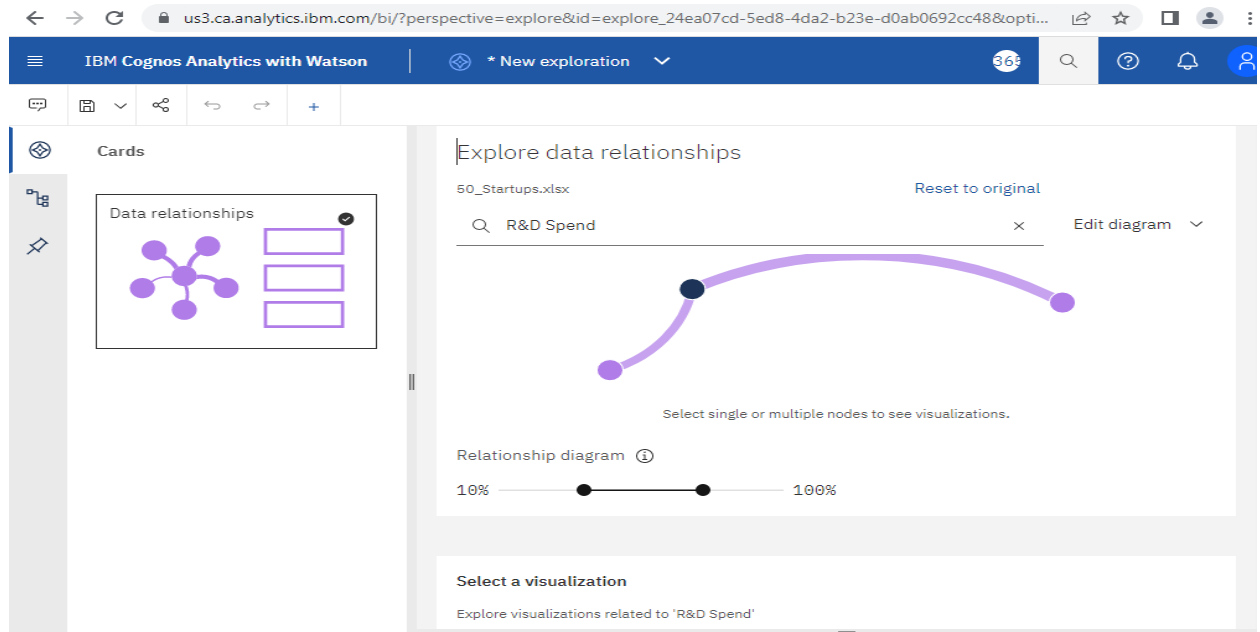 us3.ca.analytics.ibm.com/bi/?perspective=explore&id=explore_24ea07cd-5ed8-4da2-b23e-d0ab0692cc48&opti...
IBM Cognos Analytics with Watson
* New exploration
365
Cards
Data relationships
Explore data relationships
50_Startups.xlsx
Reset to original
R&D Spend
Edit diagram
Select single or multiple nodes to see visualizations.
Relationship diagram
10%
100%
Select a visualization
Explore visualizations related to 'R&D Spend'